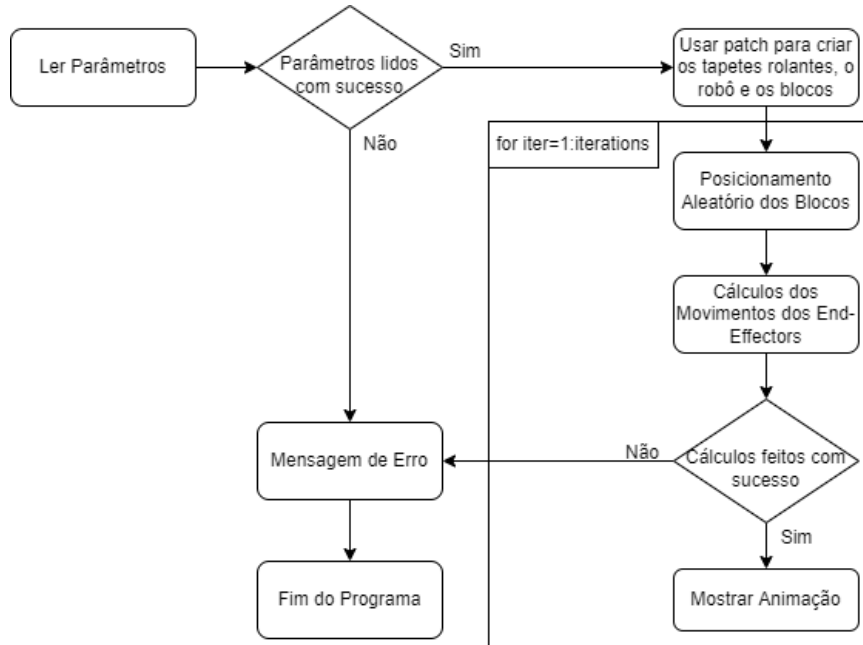 Ler Parâmetros
Parâmetros lidos
com sucesso
Sim
Usar patch para criar
os tapetes rolantes, o
robô e os blocos
Não
for iter=1:iterations
Posicionamento
Aleatório dos Blocos
Cálculos dos
Movimentos dos End-
Effectors
Cálculos feitos com
sucesso
Não
Mensagem de Erro
Sim
Fim do Programa
Mostrar Animação